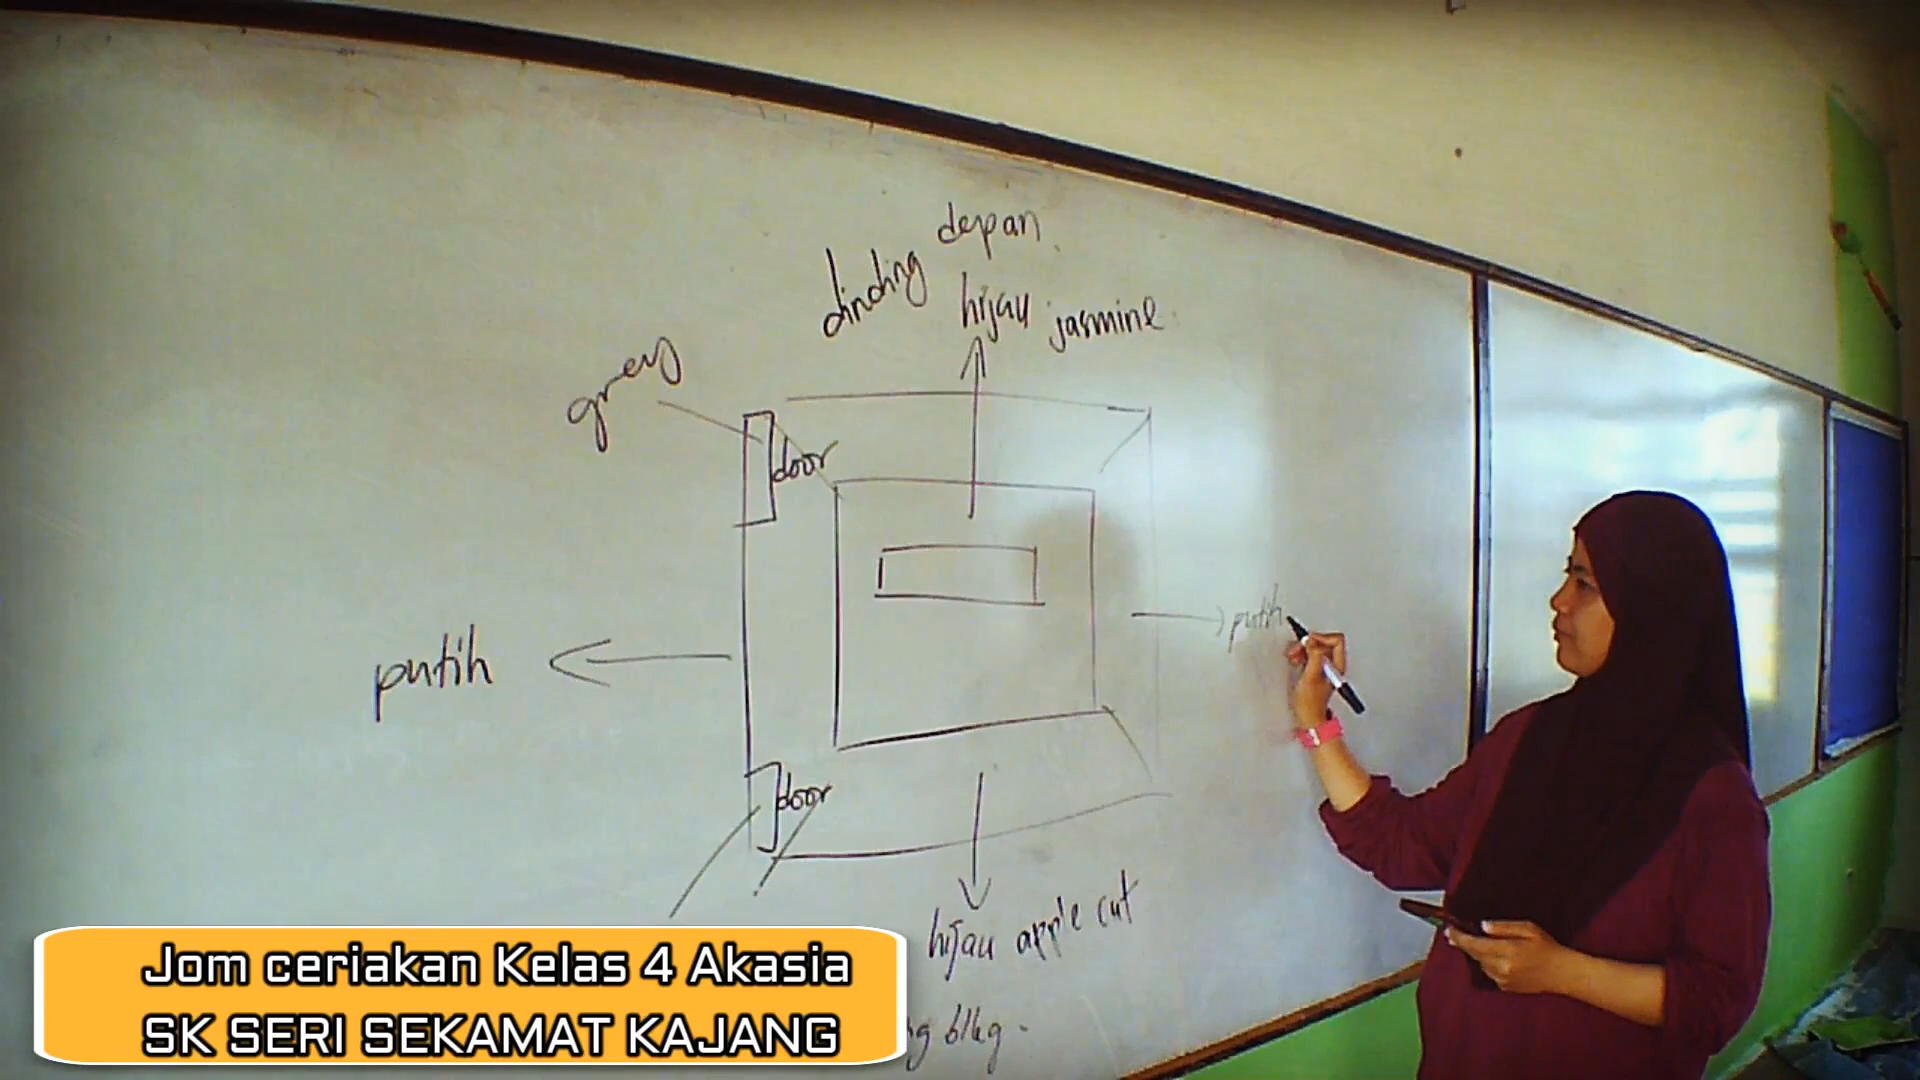 depan
dinding
hijau jasmine
grey
door
putih
putih
door
hijau apple cut
blkg.
Jom ceriakan Kelas 4 Akasia
SK SERI SEKAMAT KAJANG